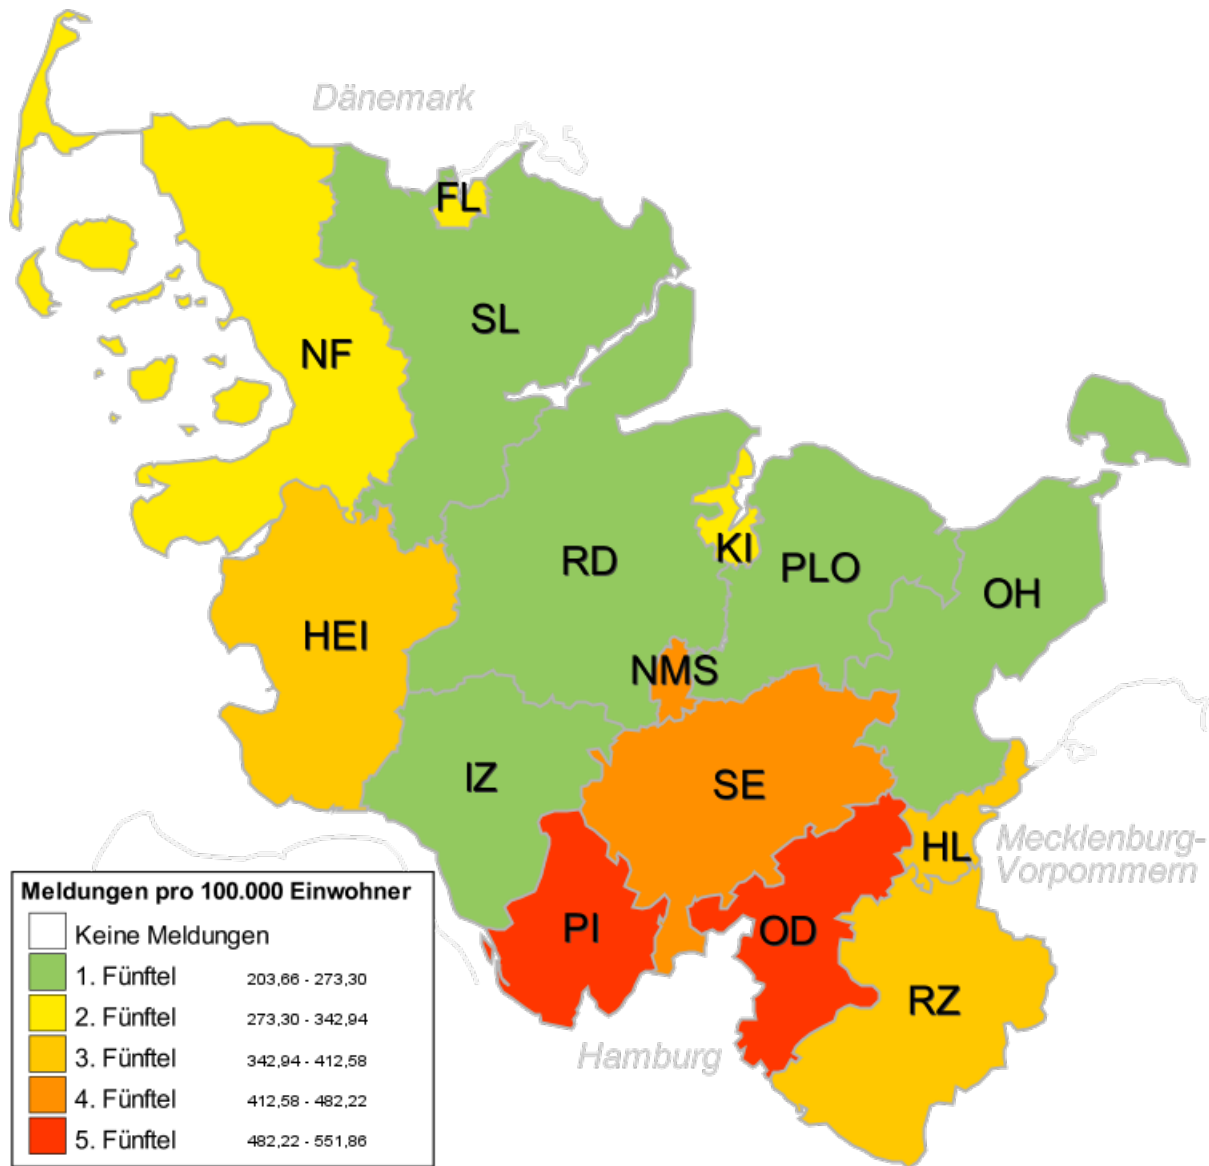 Dänemark
FL
SL
NF
RD
KI
PLO
OH
HEI
NMS
IZ
SE
HL
Mecklenburg-
Vorpommern
PI
OD
RZ
Hamburg
Meldungen pro 100.000 Einwohner
Keine Meldungen
1. Fünftel 203,66 - 273,30
2. Fünftel 273,30 - 342,94
3. Fünftel 342,94 - 412,58
4. Fünftel 412,58 - 482,22
5. Fünftel 482,22 - 551,86